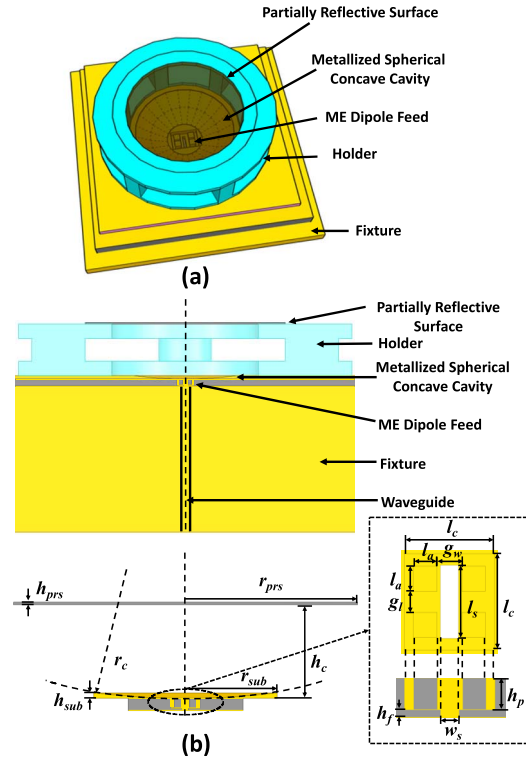 Partially Reflective Surface
Metallized Spherical
Concave Cavity
ME Dipole Feed
Holder
Fixture
(a)
Partially Reflective
Surface
Holder
Metallized Spherical
Concave Cavity
ME Dipole Feed
Fixture
Waveguide
h_prs
r_prs
r_c
h_c
r_sub
h_sub
(b)
l_c
l_a g_w
l_a
g_l
l_s
l_c
h_p
h_f
w_s